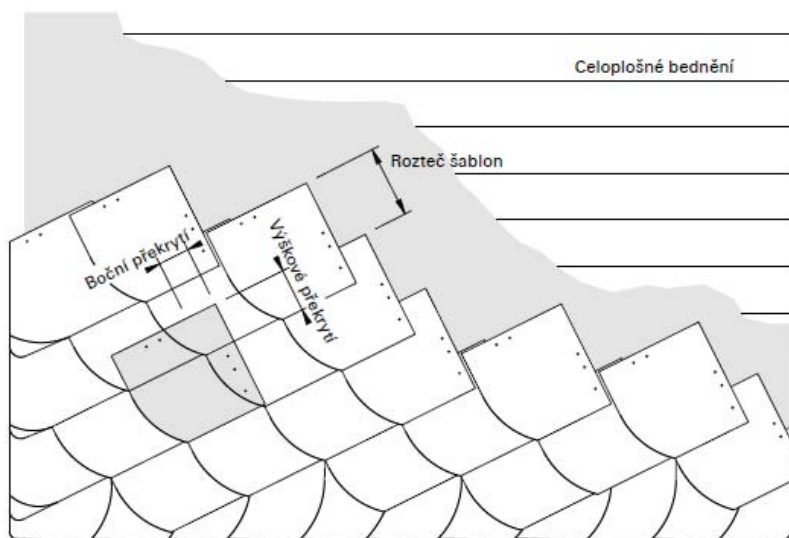 Celoplošné bednění
Rozteč šablon
Boční překrytí
Výškové překrytí